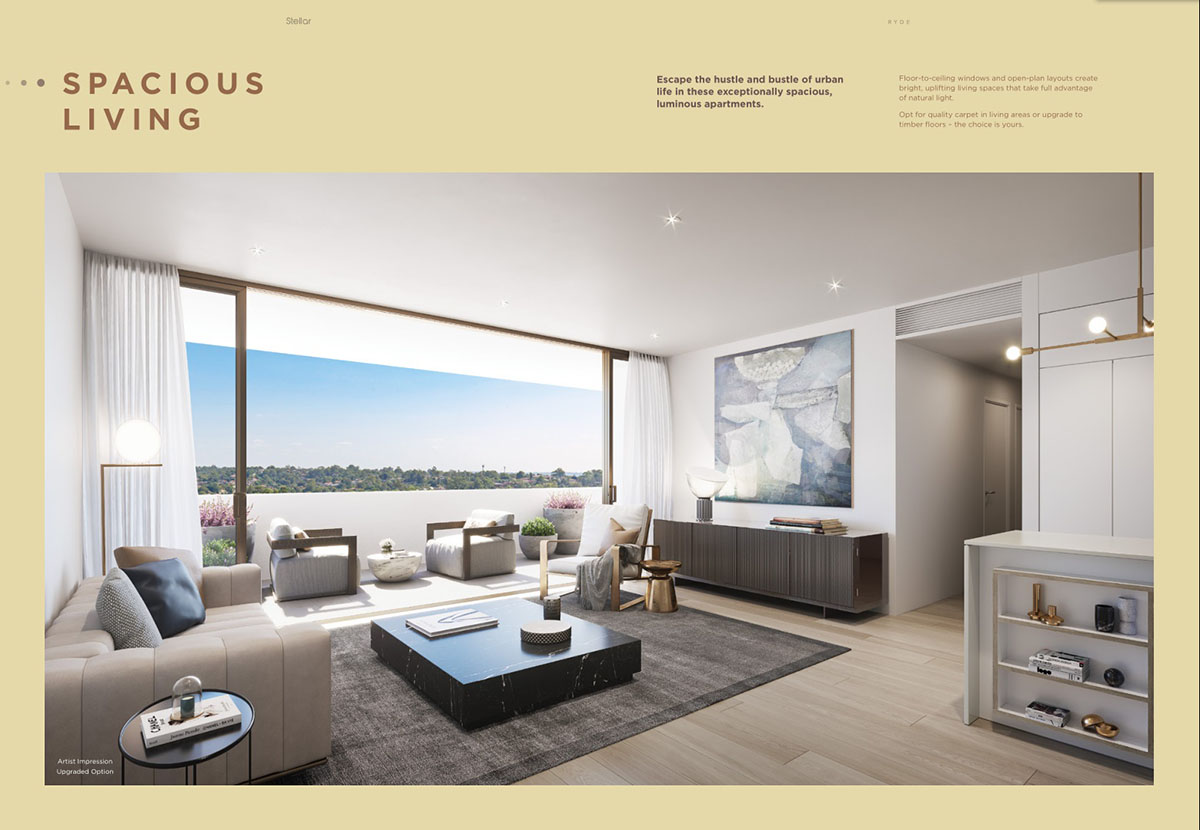 Stellar
RYDE
SPACIOUS
LIVING
Escape the hustle and bustle of urban
life in these exceptionally spacious,
luminous apartments.
Floor-to-ceiling windows and open-plan layouts create
bright, uplifting living spaces that take full advantage
of natural light.
Opt for quality carpet in living areas or upgrade to
timber floors – the choice is yours.
logo
Artist Impression
Upgraded Option